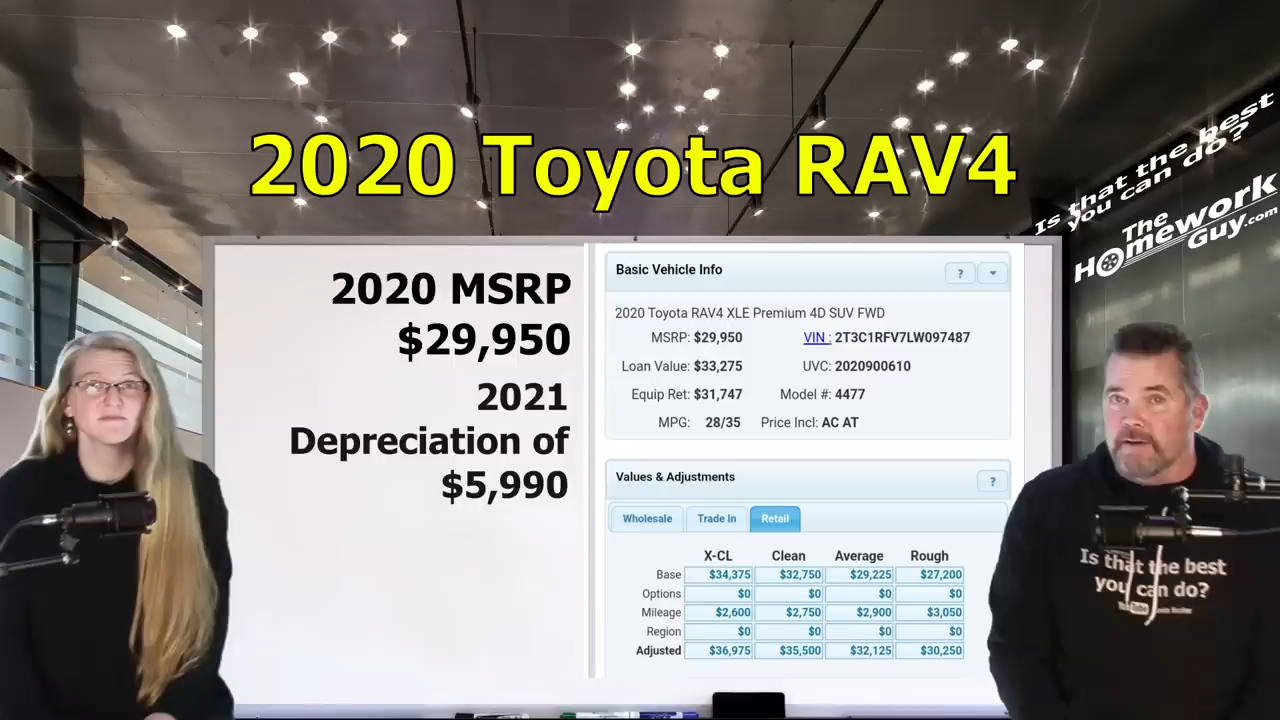 2020 Toyota RAV4
Is that the best
you can do?
The
Homework
Guy.com
2020 MSRP
$29,950
2021
Depreciation of
$5,990
Basic Vehicle Info
?
2020 Toyota RAV4 XLE Premium 4D SUV FWD
MSRP: $29,950 VIN : 2T3C1RFV7LW097487
Loan Value: $33,275 UVC: 2020900610
Equip Ret: $31,747 Model #: 4477
MPG: 28/35 Price Incl: AC AT
Values & Adjustments
?
Wholesale Trade In Retail
X-CL Clean Average Rough
Base $34,375 $32,750 $29,225 $27,200
Options $0 $0 $0 $0
Mileage $2,600 $2,750 $2,900 $3,050
Region $0 $0 $0 $0
Adjusted $36,975 $35,500 $32,125 $30,250
Is that the best
you can do?